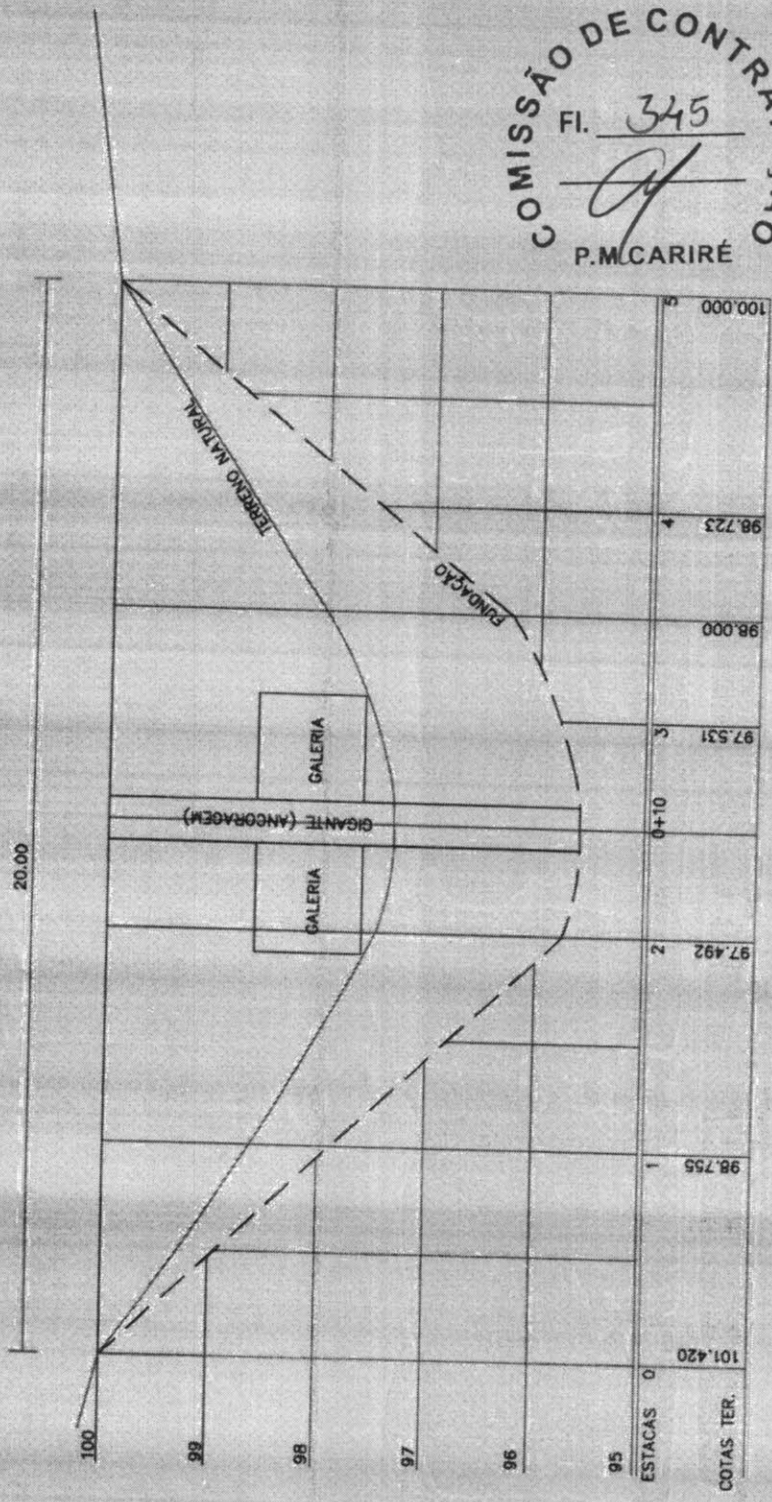 COMISSÃO DE CONTRA
Fl. 345
P.M.CARIRÉ
20.00
TERRENO NATURAL
FUNDAÇÃO
GALERIA
GIGANTE (ANCORAGEM)
GALERIA
100
99
98
97
96
95
ESTACAS 0 1 2 0+10 3 4 5
COTAS TER. 101.420 98.755 97.492 97.531 98.000 98.723 100.000